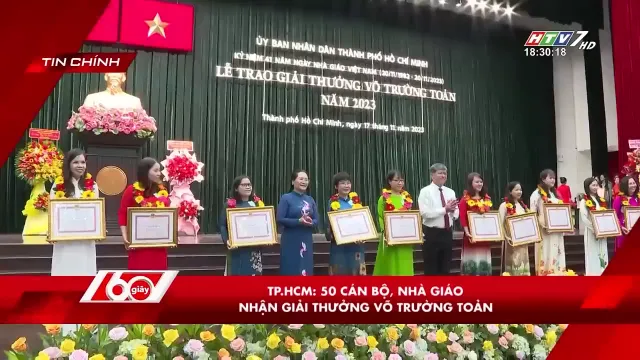 HTV7 HD
18:30:18
TIN CHÍNH
ỦY BAN NHÂN DÂN THÀNH PHỐ HỒ CHÍ MINH
KỶ NIỆM 41 NĂM NGÀY NHÀ GIÁO VIỆT NAM (20/11/1982 - 20/11/2023)
LỄ TRAO GIẢI THƯỞNG VÕ TRƯỜNG TOẢN
NĂM 2023
Thành phố Hồ Chí Minh, ngày 17 tháng 11 năm 2023
60 giây
TP.HCM: 50 CÁN BỘ, NHÀ GIÁO
NHẬN GIẢI THƯỞNG VÕ TRƯỜNG TOẢN